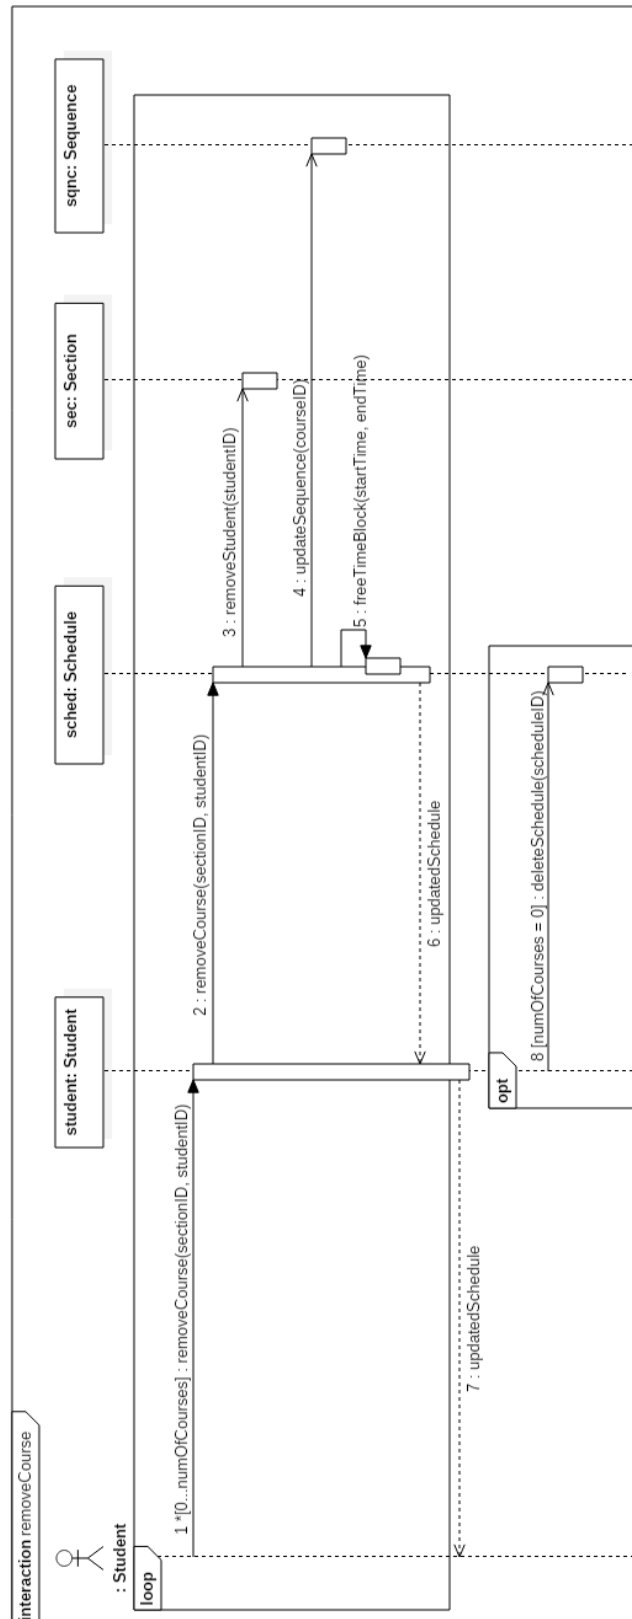 interaction removeCourse
: Student
student: Student
sched: Schedule
sec: Section
sqnc: Sequence
loop
1 *[0...numOfCourses] : removeCourse(sectionID, studentID)
2 : removeCourse(sectionID, studentID)
3 : removeStudent(studentID)
4 : updateSequence(courseID)
5 : freeTimeBlock(startTime, endTime)
6 : updatedSchedule
7 : updatedSchedule
opt
8 [numOfCourses = 0] : deleteSchedule(scheduleID)